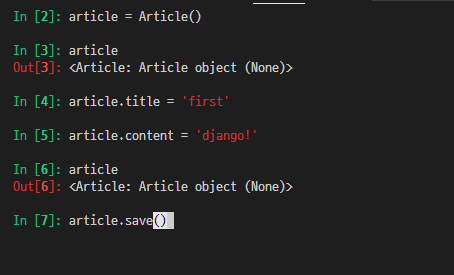 In [2]: article = Article()
In [3]: article
Out[3]: <Article: Article object (None)>
In [4]: article.title = 'first'
In [5]: article.content = 'django!'
In [6]: article
Out[6]: <Article: Article object (None)>
In [7]: article.save()